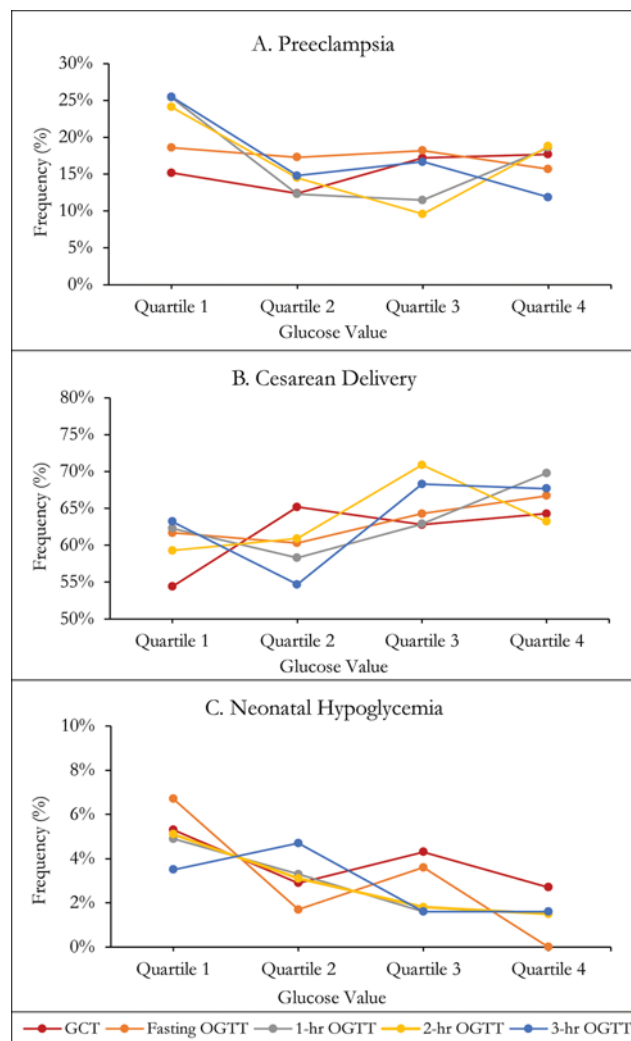 A. Preeclampsia
30%
25%
20%
15%
10%
5%
0%
Frequency (%)
Quartile 1 Quartile 2 Quartile 3 Quartile 4
Glucose Value
B. Cesarean Delivery
80%
75%
70%
65%
60%
55%
50%
Frequency (%)
Quartile 1 Quartile 2 Quartile 3 Quartile 4
Glucose Value
C. Neonatal Hypoglycemia
10%
8%
6%
4%
2%
0%
Frequency (%)
Quartile 1 Quartile 2 Quartile 3 Quartile 4
Glucose Value
GCT Fasting OGTT 1-hr OGTT 2-hr OGTT 3-hr OGTT